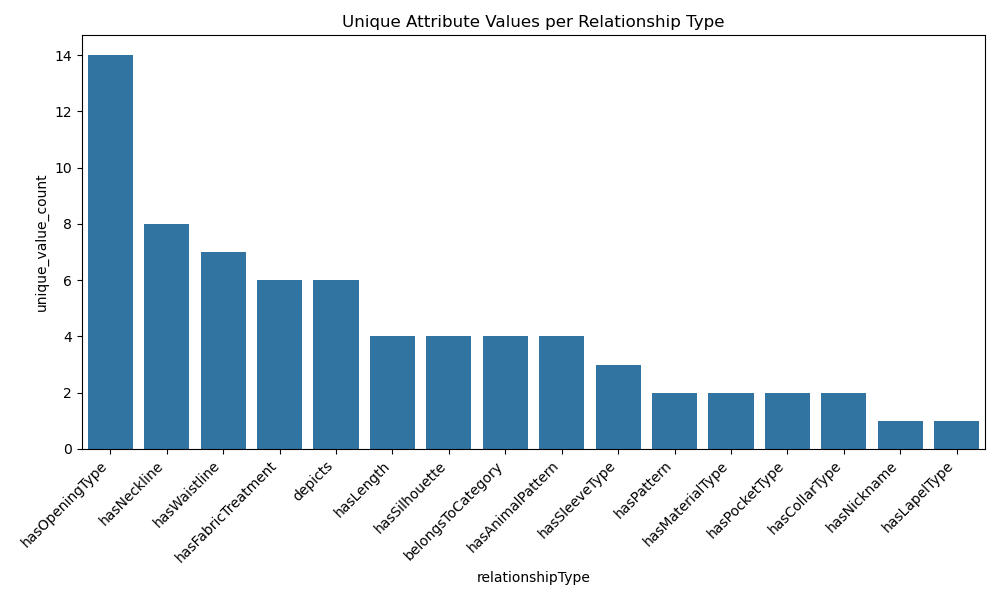 Unique Attribute Values per Relationship Type
unique_value_count
14
12
10
8
6
4
2
0
hasOpeningType
hasNeckline
hasWaistline
hasFabricTreatment
depicts
hasLength
hasSilhouette
belongsToCategory
hasAnimalPattern
hasSleeveType
hasPattern
hasMaterialType
hasPocketType
hasCollarType
hasNickname
hasLapelType
relationshipType